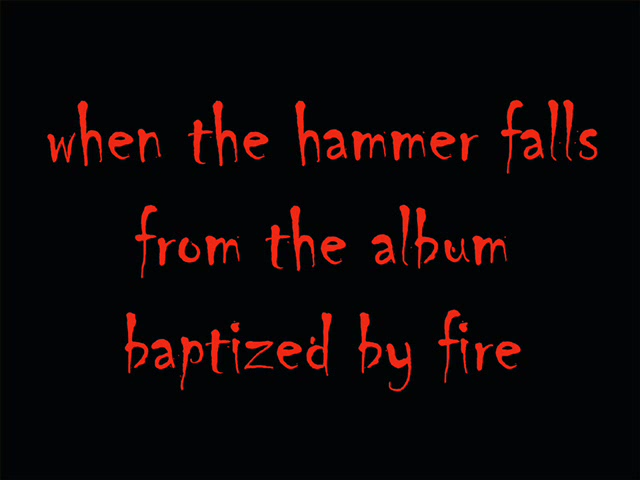 when the hammer falls
from the album
baptized by fire